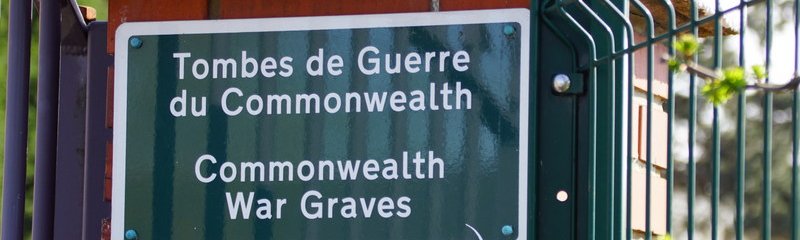 Tombes de Guerre
du Commonwealth
Commonwealth
War Graves